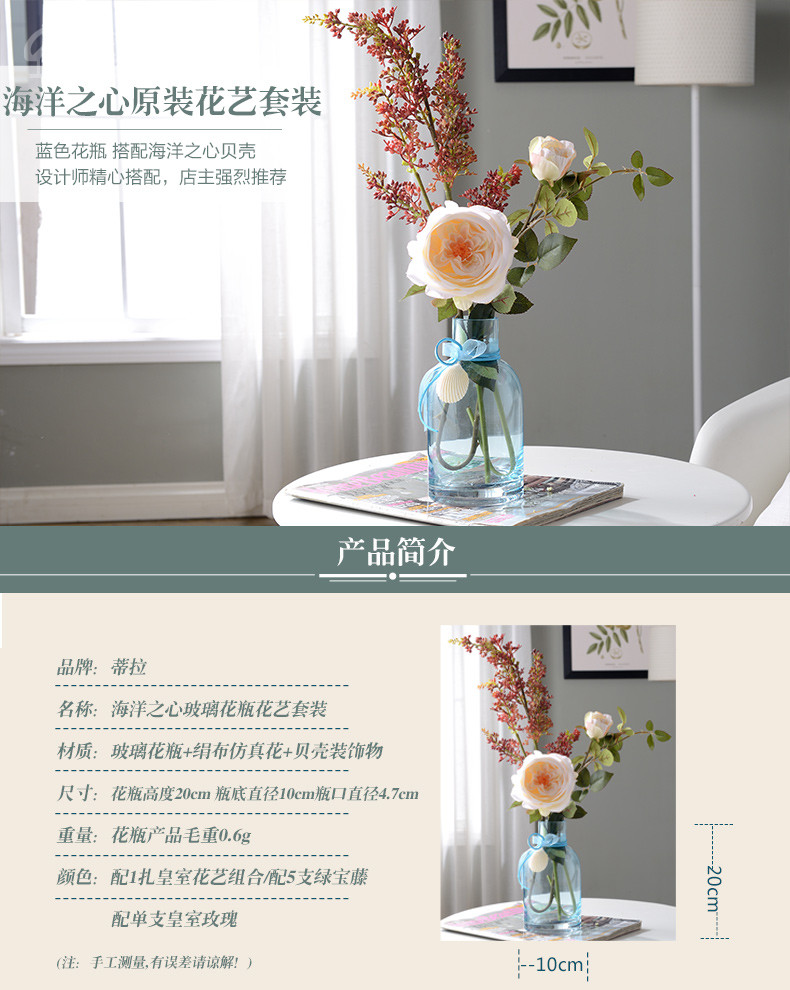 海洋之心原装花艺套装
蓝色花瓶 搭配海洋之心贝壳
设计师精心搭配，店主强烈推荐
产品简介
品牌：蒂拉
名称：海洋之心玻璃花瓶花艺套装
材质：玻璃花瓶+绢布仿真花+贝壳装饰物
尺寸：花瓶高度20cm 瓶底直径10cm瓶口直径4.7cm
重量：花瓶产品毛重0.6g
颜色：配1扎皇室花艺组合/配5支绿宝藤
配单支皇室玫瑰
(注：手工测量,有误差请谅解！)
20cm
10cm